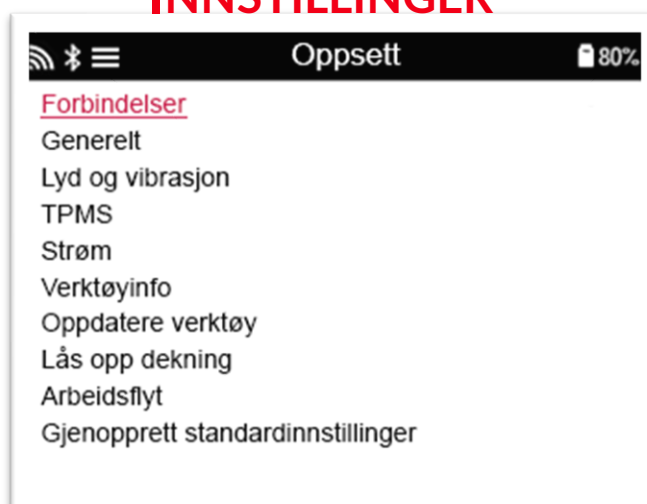 INNSTILLINGER
Oppsett 80%
Forbindelser
Generelt
Lyd og vibrasjon
TPMS
Strøm
Verktøyinfo
Oppdatere verktøy
Lås opp dekning
Arbeidsflyt
Gjenopprett standardinnstillinger